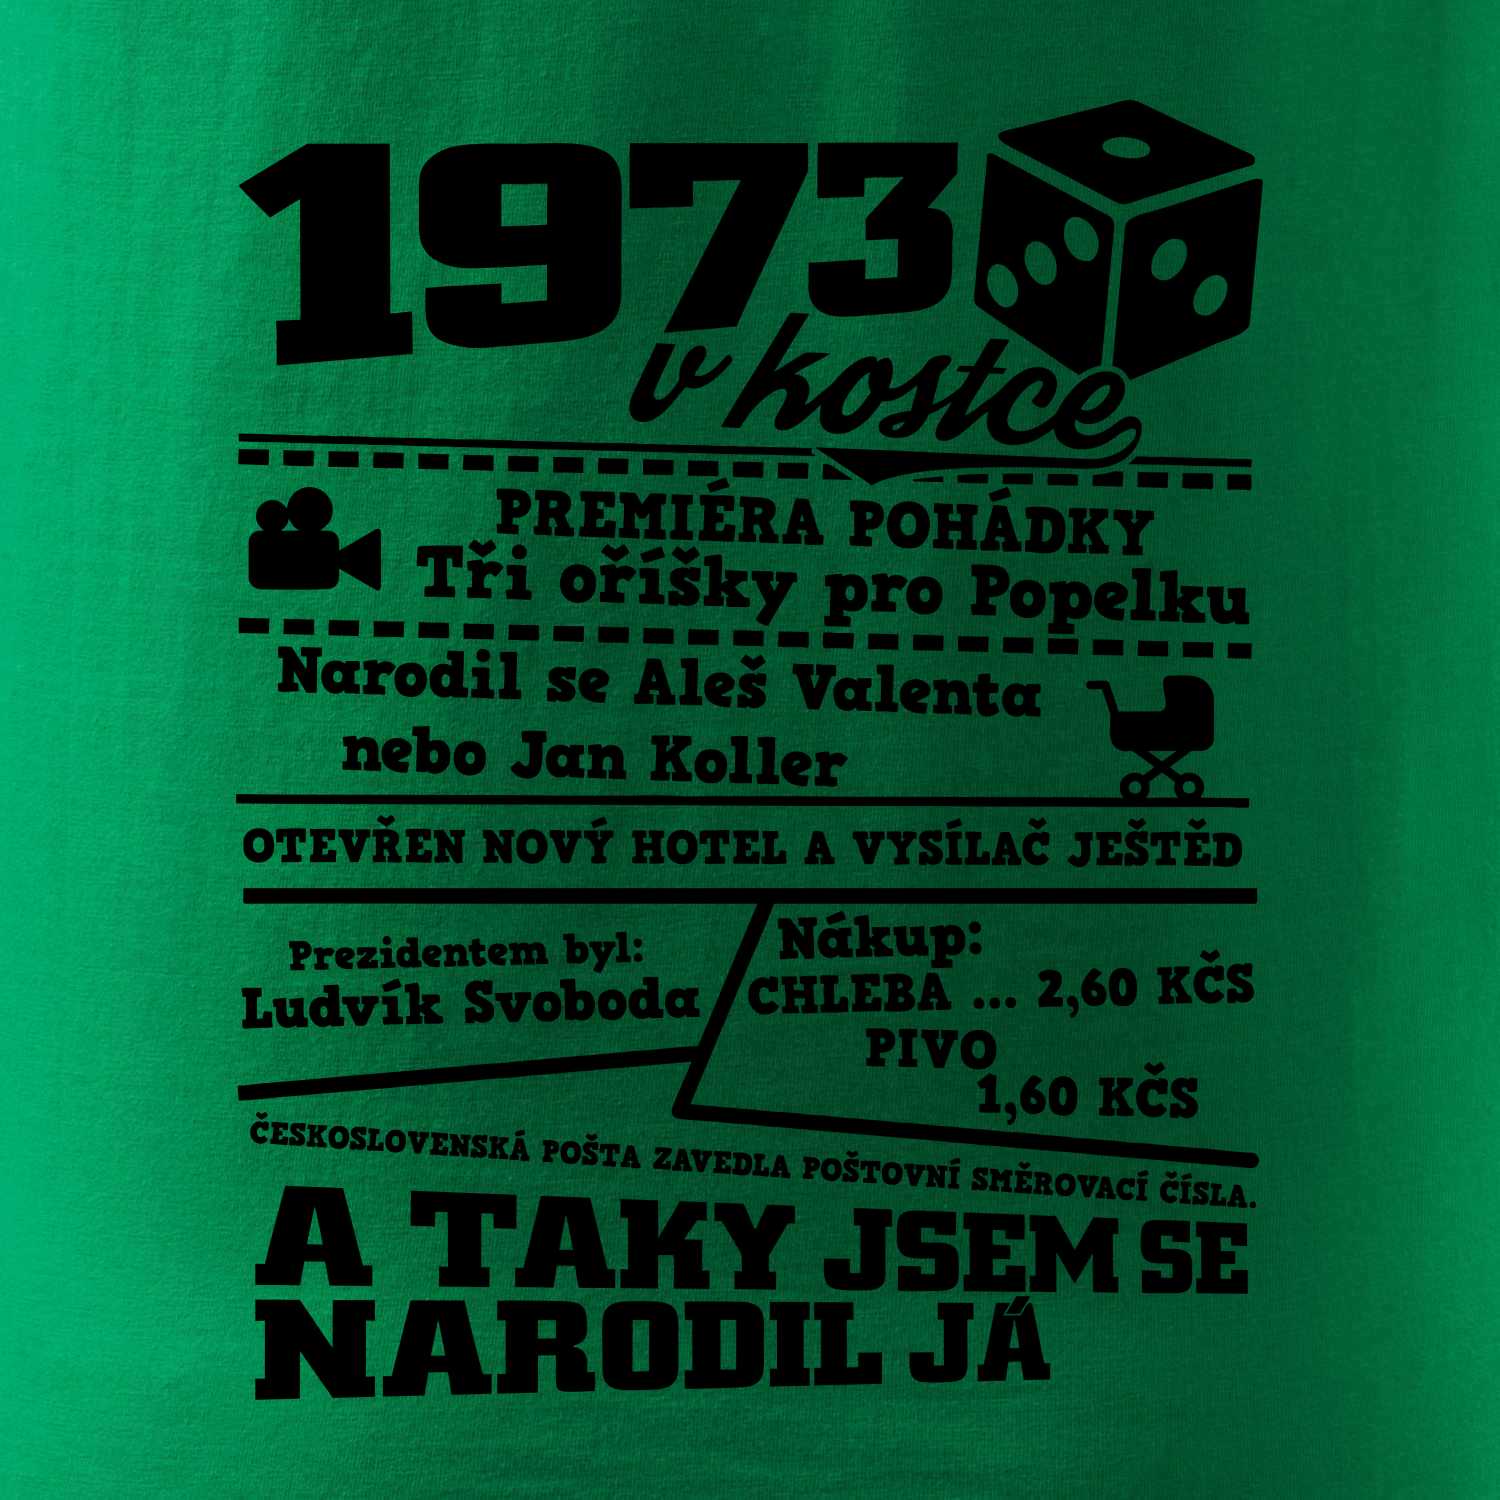 1973
v kostce
PREMIÉRA POHÁDKY
Tři oříšky pro Popelku
Narodil se Aleš Valenta
nebo Jan Koller
OTEVŘEN NOVÝ HOTEL A VYSÍLAČ JEŠTĚD
Prezidentem byl:
Ludvík Svoboda
Nákup:
CHLEBA ... 2,60 KČS
PIVO
1,60 KČS
ČESKOSLOVENSKÁ POŠTA ZAVEDLA POŠTOVNÍ SMĚROVACÍ ČÍSLA.
A TAKY JSEM SE
NARODIL JÁ